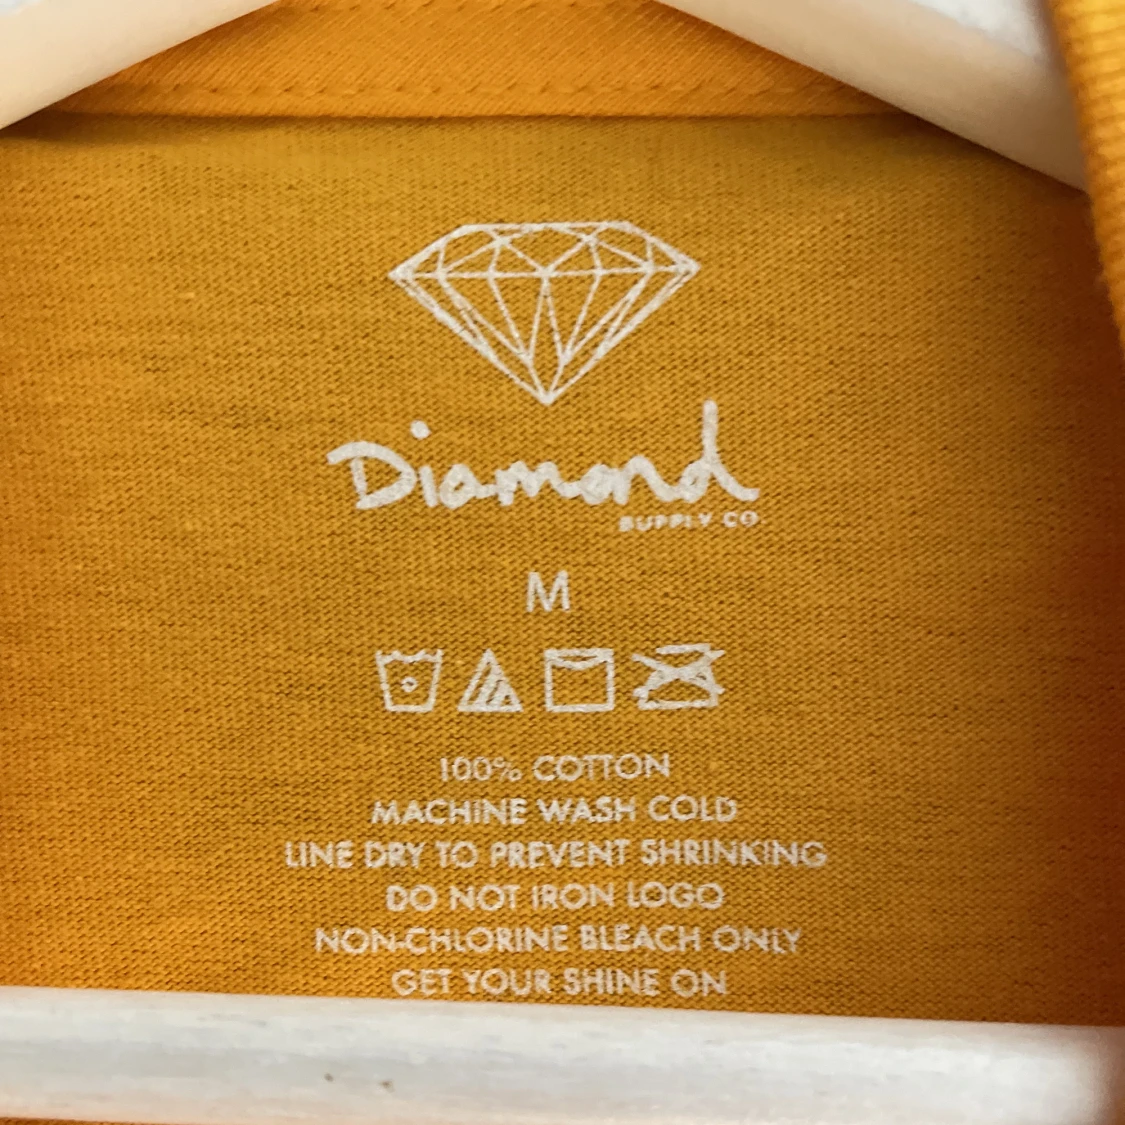 Diamond
SUPPLY CO
M
100% COTTON
MACHINE WASH COLD
LINE DRY TO PREVENT SHRINKING
DO NOT IRON LOGO
NON-CHLORINE BLEACH ONLY
GET YOUR SHINE ON